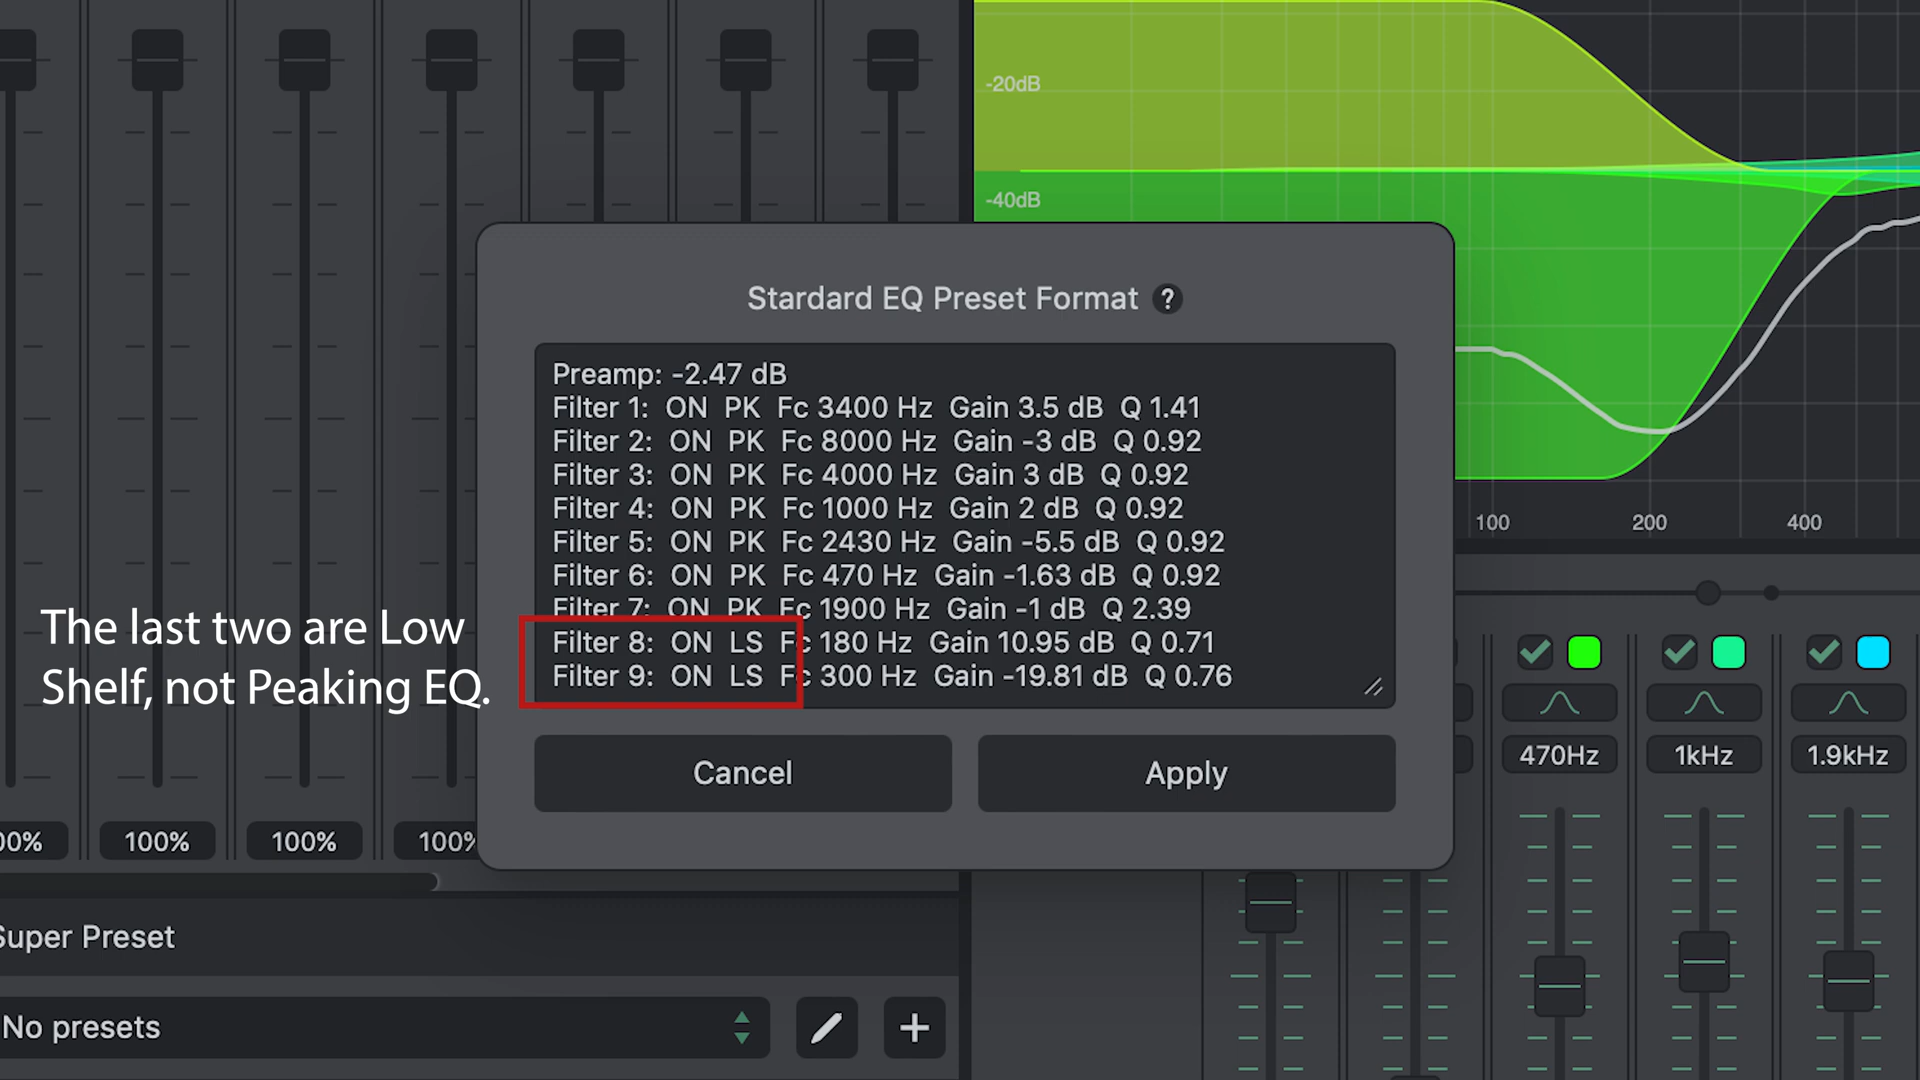 -20dB
-40dB
Stardard EQ Preset Format ?
Preamp: -2.47 dB
Filter 1: ON PK Fc 3400 Hz Gain 3.5 dB Q 1.41
Filter 2: ON PK Fc 8000 Hz Gain -3 dB Q 0.92
Filter 3: ON PK Fc 4000 Hz Gain 3 dB Q 0.92
Filter 4: ON PK Fc 1000 Hz Gain 2 dB Q 0.92
Filter 5: ON PK Fc 2430 Hz Gain -5.5 dB Q 0.92
Filter 6: ON PK Fc 470 Hz Gain -1.63 dB Q 0.92
Filter 7: ON PK Fc 1900 Hz Gain -1 dB Q 2.39
Filter 8: ON LS Fc 180 Hz Gain 10.95 dB Q 0.71
Filter 9: ON LS Fc 300 Hz Gain -19.81 dB Q 0.76
Cancel Apply
The last two are Low
Shelf, not Peaking EQ.
100 200 400
470Hz 1kHz 1.9kHz
00% 100% 100% 100%
Super Preset
No presets